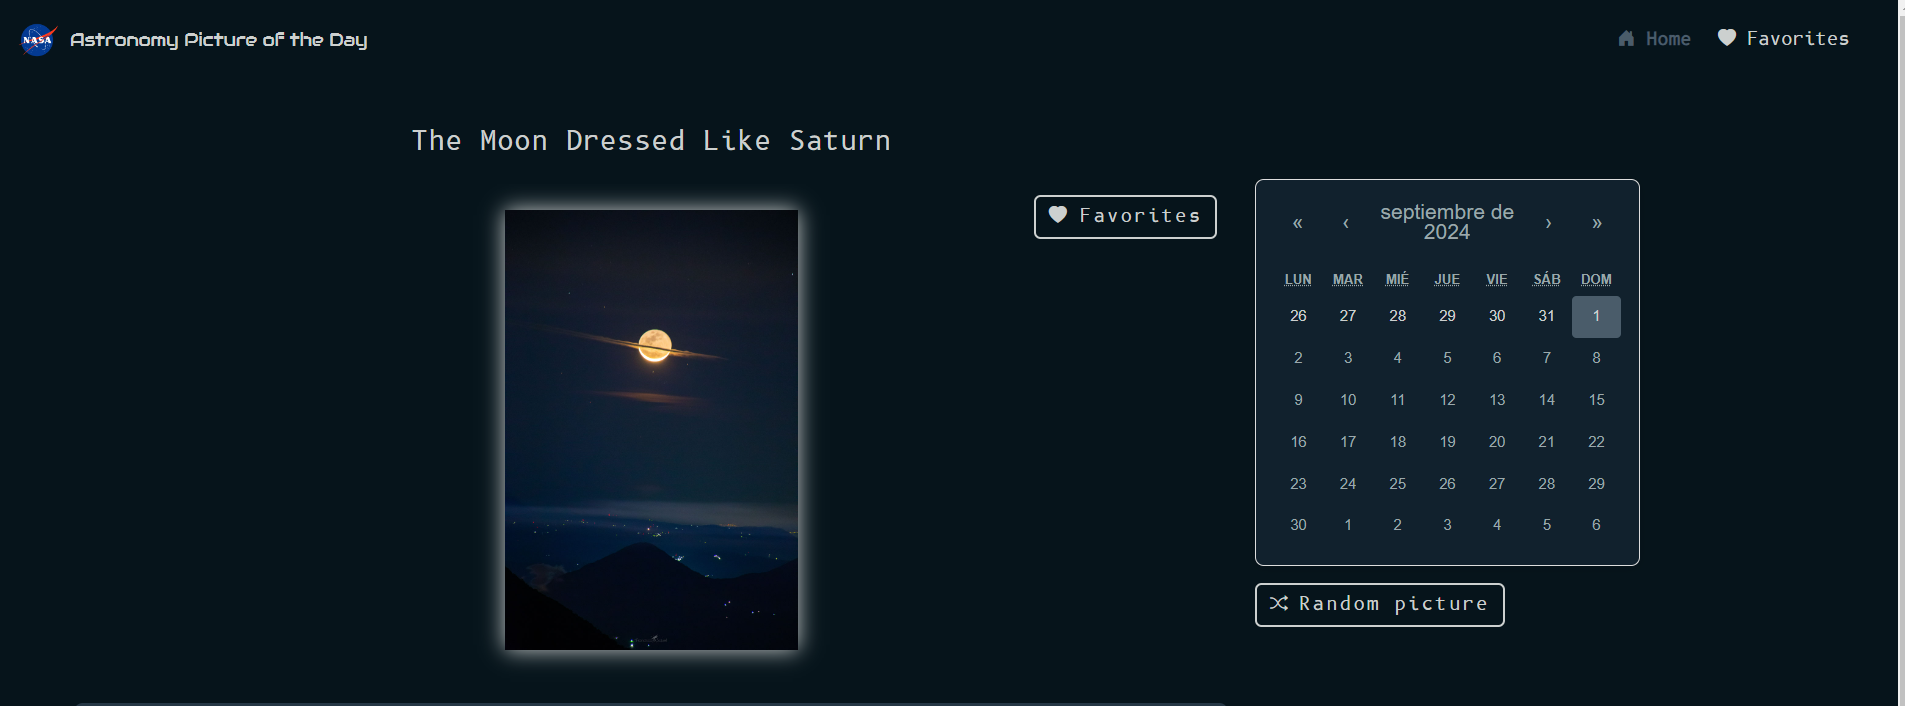 NASA
Astronomy Picture of the Day
Home
Favorites
The Moon Dressed Like Saturn
Favorites
« ‹ septiembre de 2024 › »
LUN MAR MIÉ JUE VIE SÁB DOM
26 27 28 29 30 31 1
2 3 4 5 6 7 8
9 10 11 12 13 14 15
16 17 18 19 20 21 22
23 24 25 26 27 28 29
30 1 2 3 4 5 6
Random picture